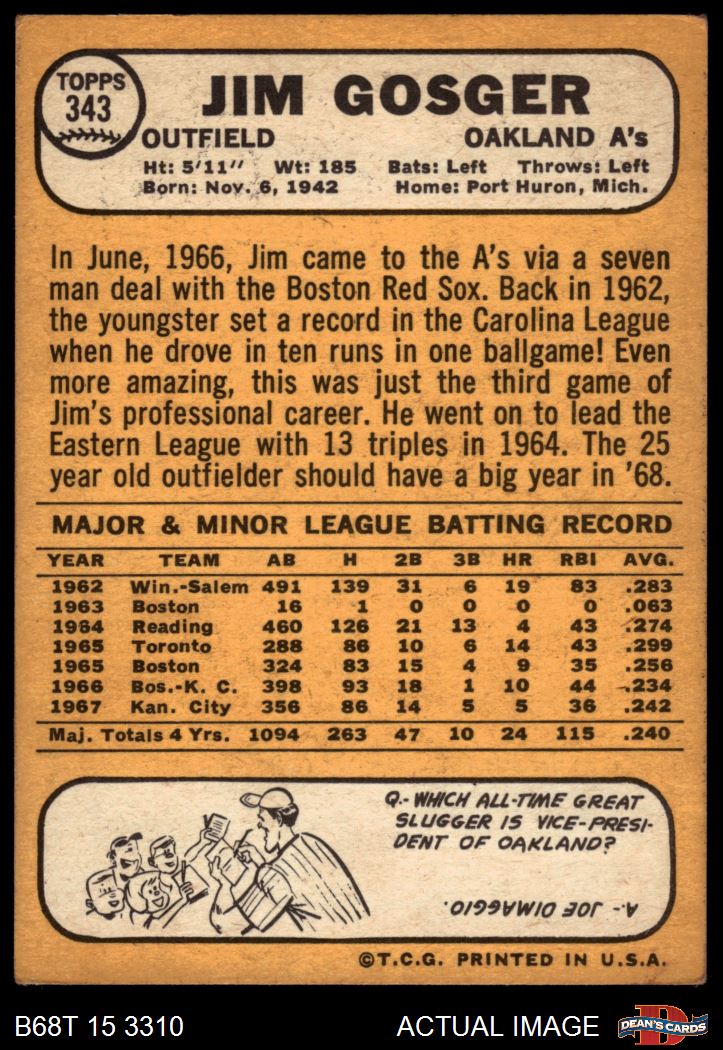 TOPPS
343
JIM GOSGER
OUTFIELD OAKLAND A's
Ht: 5'11" Wt: 185 Bats: Left Throws: Left
Born: Nov. 6, 1942 Home: Port Huron, Mich.
In June, 1966, Jim came to the A's via a seven
man deal with the Boston Red Sox. Back in 1962,
the youngster set a record in the Carolina League
when he drove in ten runs in one ballgame! Even
more amazing, this was just the third game of
Jim's professional career. He went on to lead the
Eastern League with 13 triples in 1964. The 25
year old outfielder should have a big year in '68.
MAJOR & MINOR LEAGUE BATTING RECORD
YEAR TEAM AB H 2B 3B HR RBI AVG.
1962 Win.-Salem 491 139 31 6 19 83 .283
1963 Boston 16 1 0 0 0 0 .063
1964 Reading 460 126 21 13 4 43 .274
1965 Toronto 288 86 10 6 14 43 .299
1965 Boston 324 83 15 4 9 35 .256
1966 Bos.-K. C. 398 93 18 1 10 44 .234
1967 Kan. City 356 86 14 5 5 36 .242
Maj. Totals 4 Yrs. 1094 263 47 10 24 115 .240
Q.- WHICH ALL-TIME GREAT
SLUGGER IS VICE-PRESI-
DENT OF OAKLAND?
A.- JOE DIMAGGIO.
©T.C.G. PRINTED IN U.S.A.
B68T 15 3310 ACTUAL IMAGE
D
DEAN'S CARDS